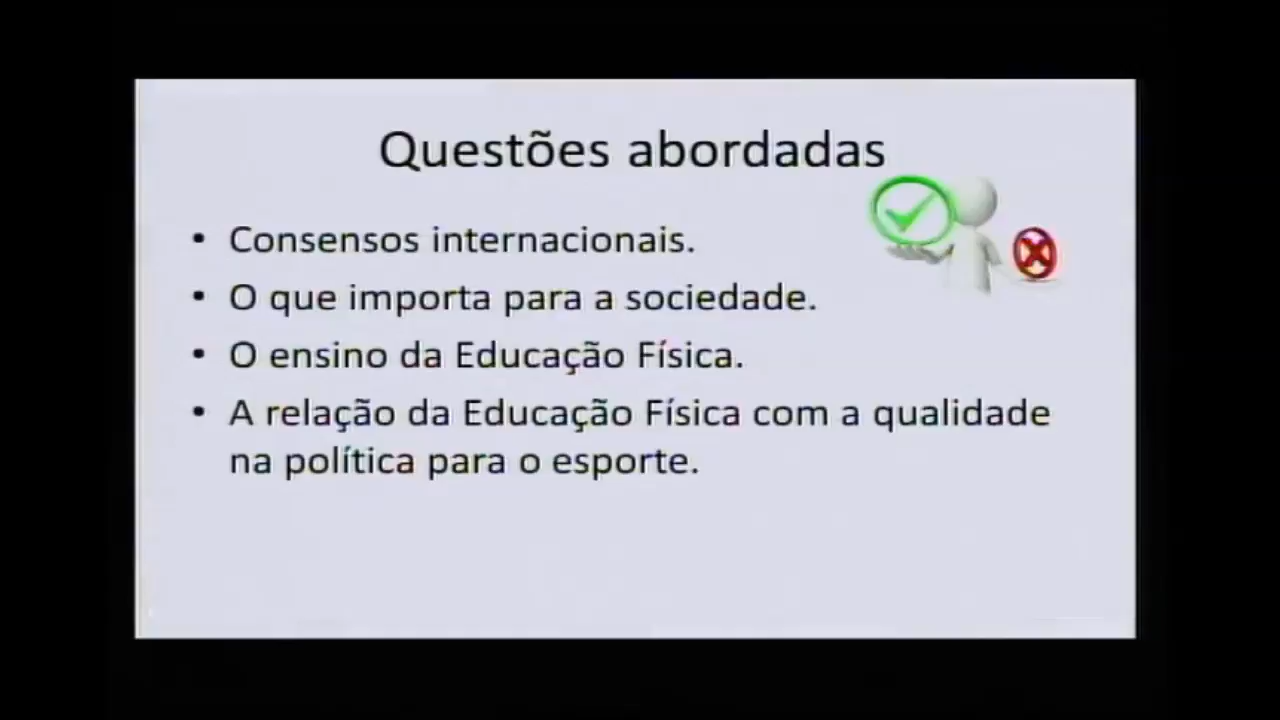 Questões abordadas
• Consensos internacionais.
• O que importa para a sociedade.
• O ensino da Educação Física.
• A relação da Educação Física com a qualidade
na política para o esporte.